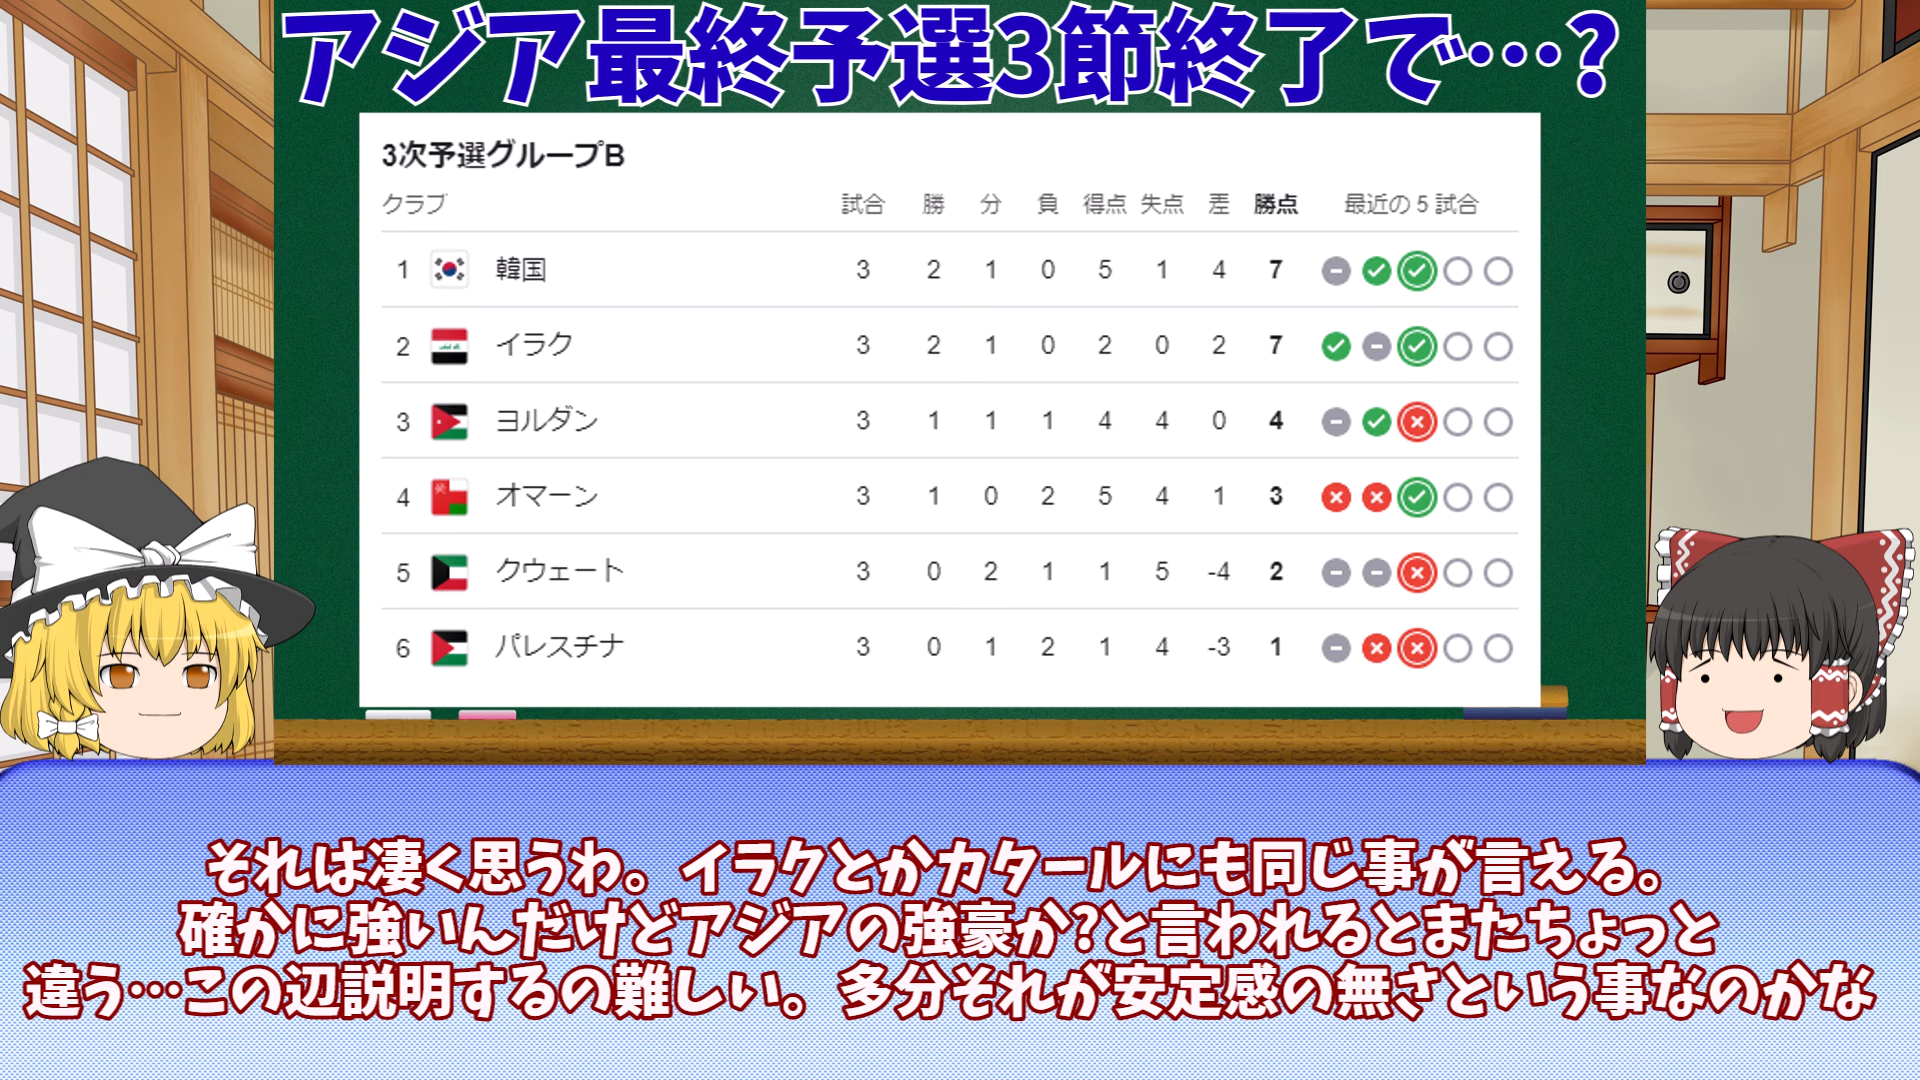 アジア最終予選3節終了で…?
3次予選グループB
クラブ 試合 勝 分 負 得点 失点 差 勝点 最近の 5 試合
1 韓国 3 2 1 0 5 1 4 7
2 イラク 3 2 1 0 2 0 2 7
3 ヨルダン 3 1 1 1 4 4 0 4
4 オマーン 3 1 0 2 5 4 1 3
5 クウェート 3 0 2 1 1 5 -4 2
6 パレスチナ 3 0 1 2 1 4 -3 1
それは凄く思うわ。イラクとかカタールにも同じ事が言える。
確かに強いんだけどアジアの強豪か?と言われるとまたちょっと
違う…この辺説明するの難しい。多分それが安定感の無さという事なのかな